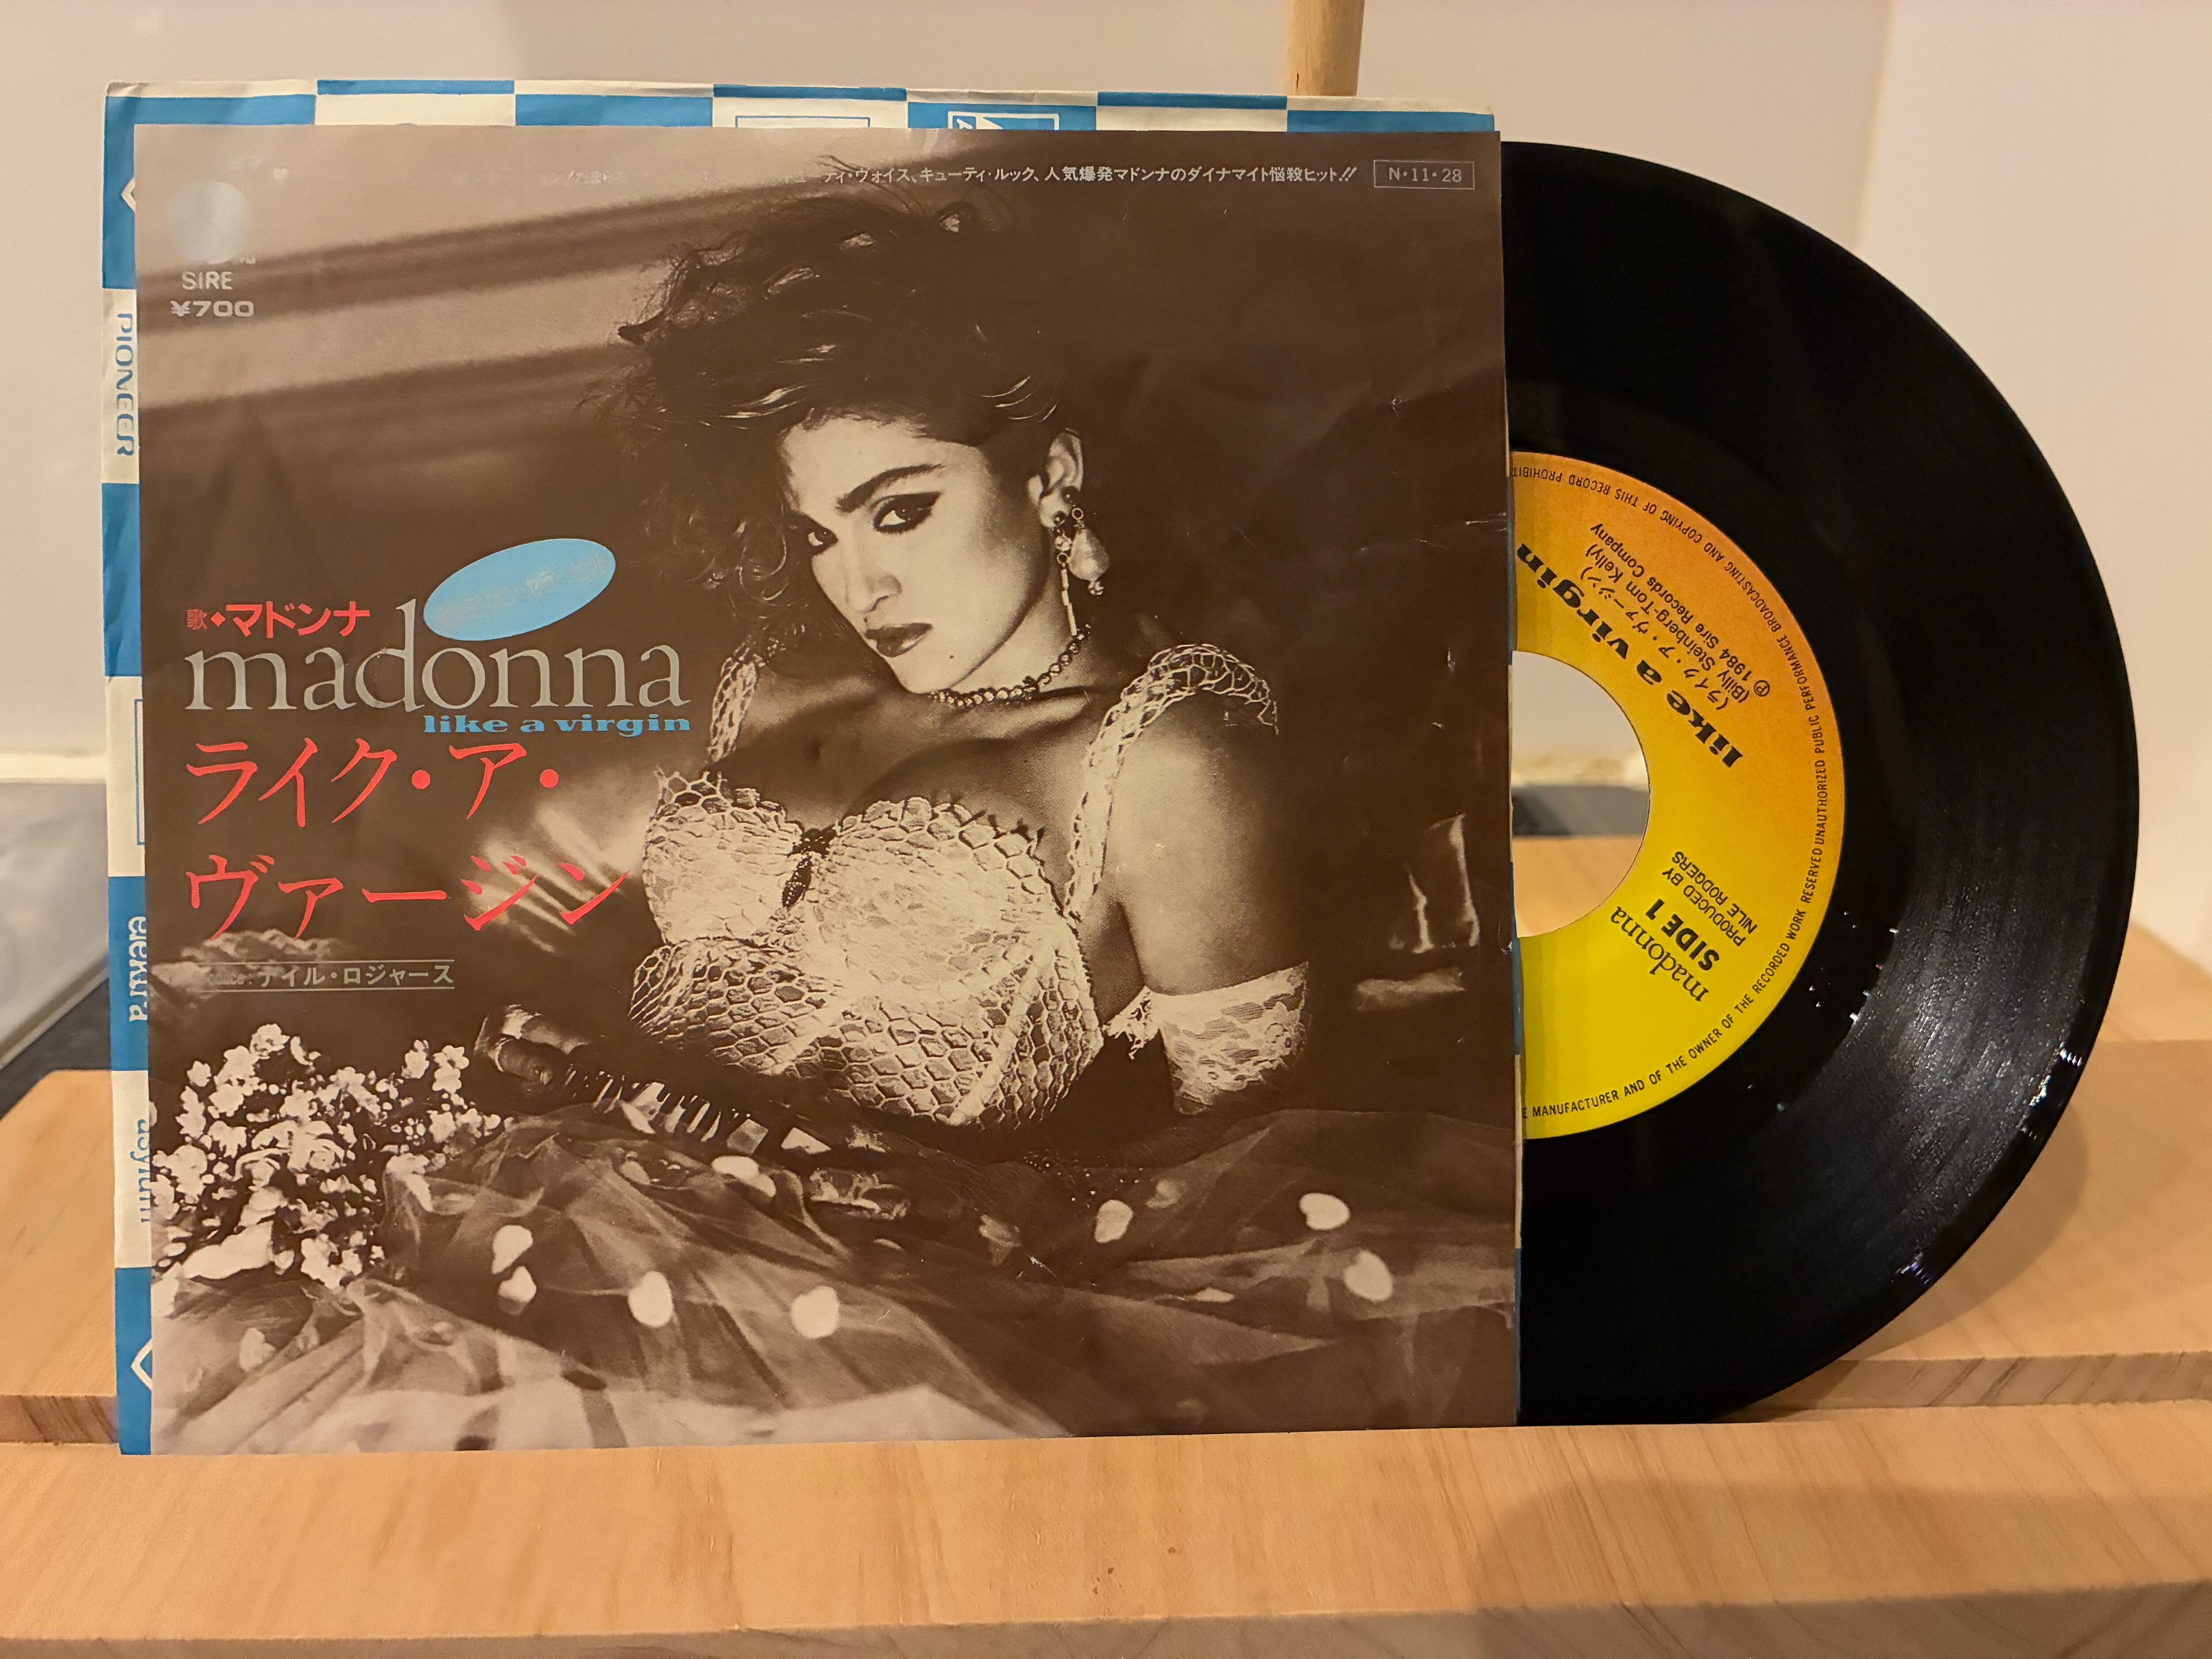 ティ・ヴォイス、キューティ・ルック、人気爆発マドンナのダイナマイト悩殺ヒット!!
N・11・28
SIRE
¥700
PIONEER
歌・マドンナ
madonna
like a virgin
ライク・ア・
ヴァージン
ナイル・ロジャース
elektra
asylum
like a virgin
(ライク・ア・ヴァージン)
(Billy Steinberg-Tom Kelly)
℗ 1984 Sire Records Company
SIDE 1
PRODUCED BY
NILE RODGERS
madonna
MANUFACTURER AND OF THE OWNER OF THE RECORDED WORK RESERVED UNAUTHORIZED PUBLIC PERFORMANCE BROADCASTING AND COPYING OF THIS RECORD